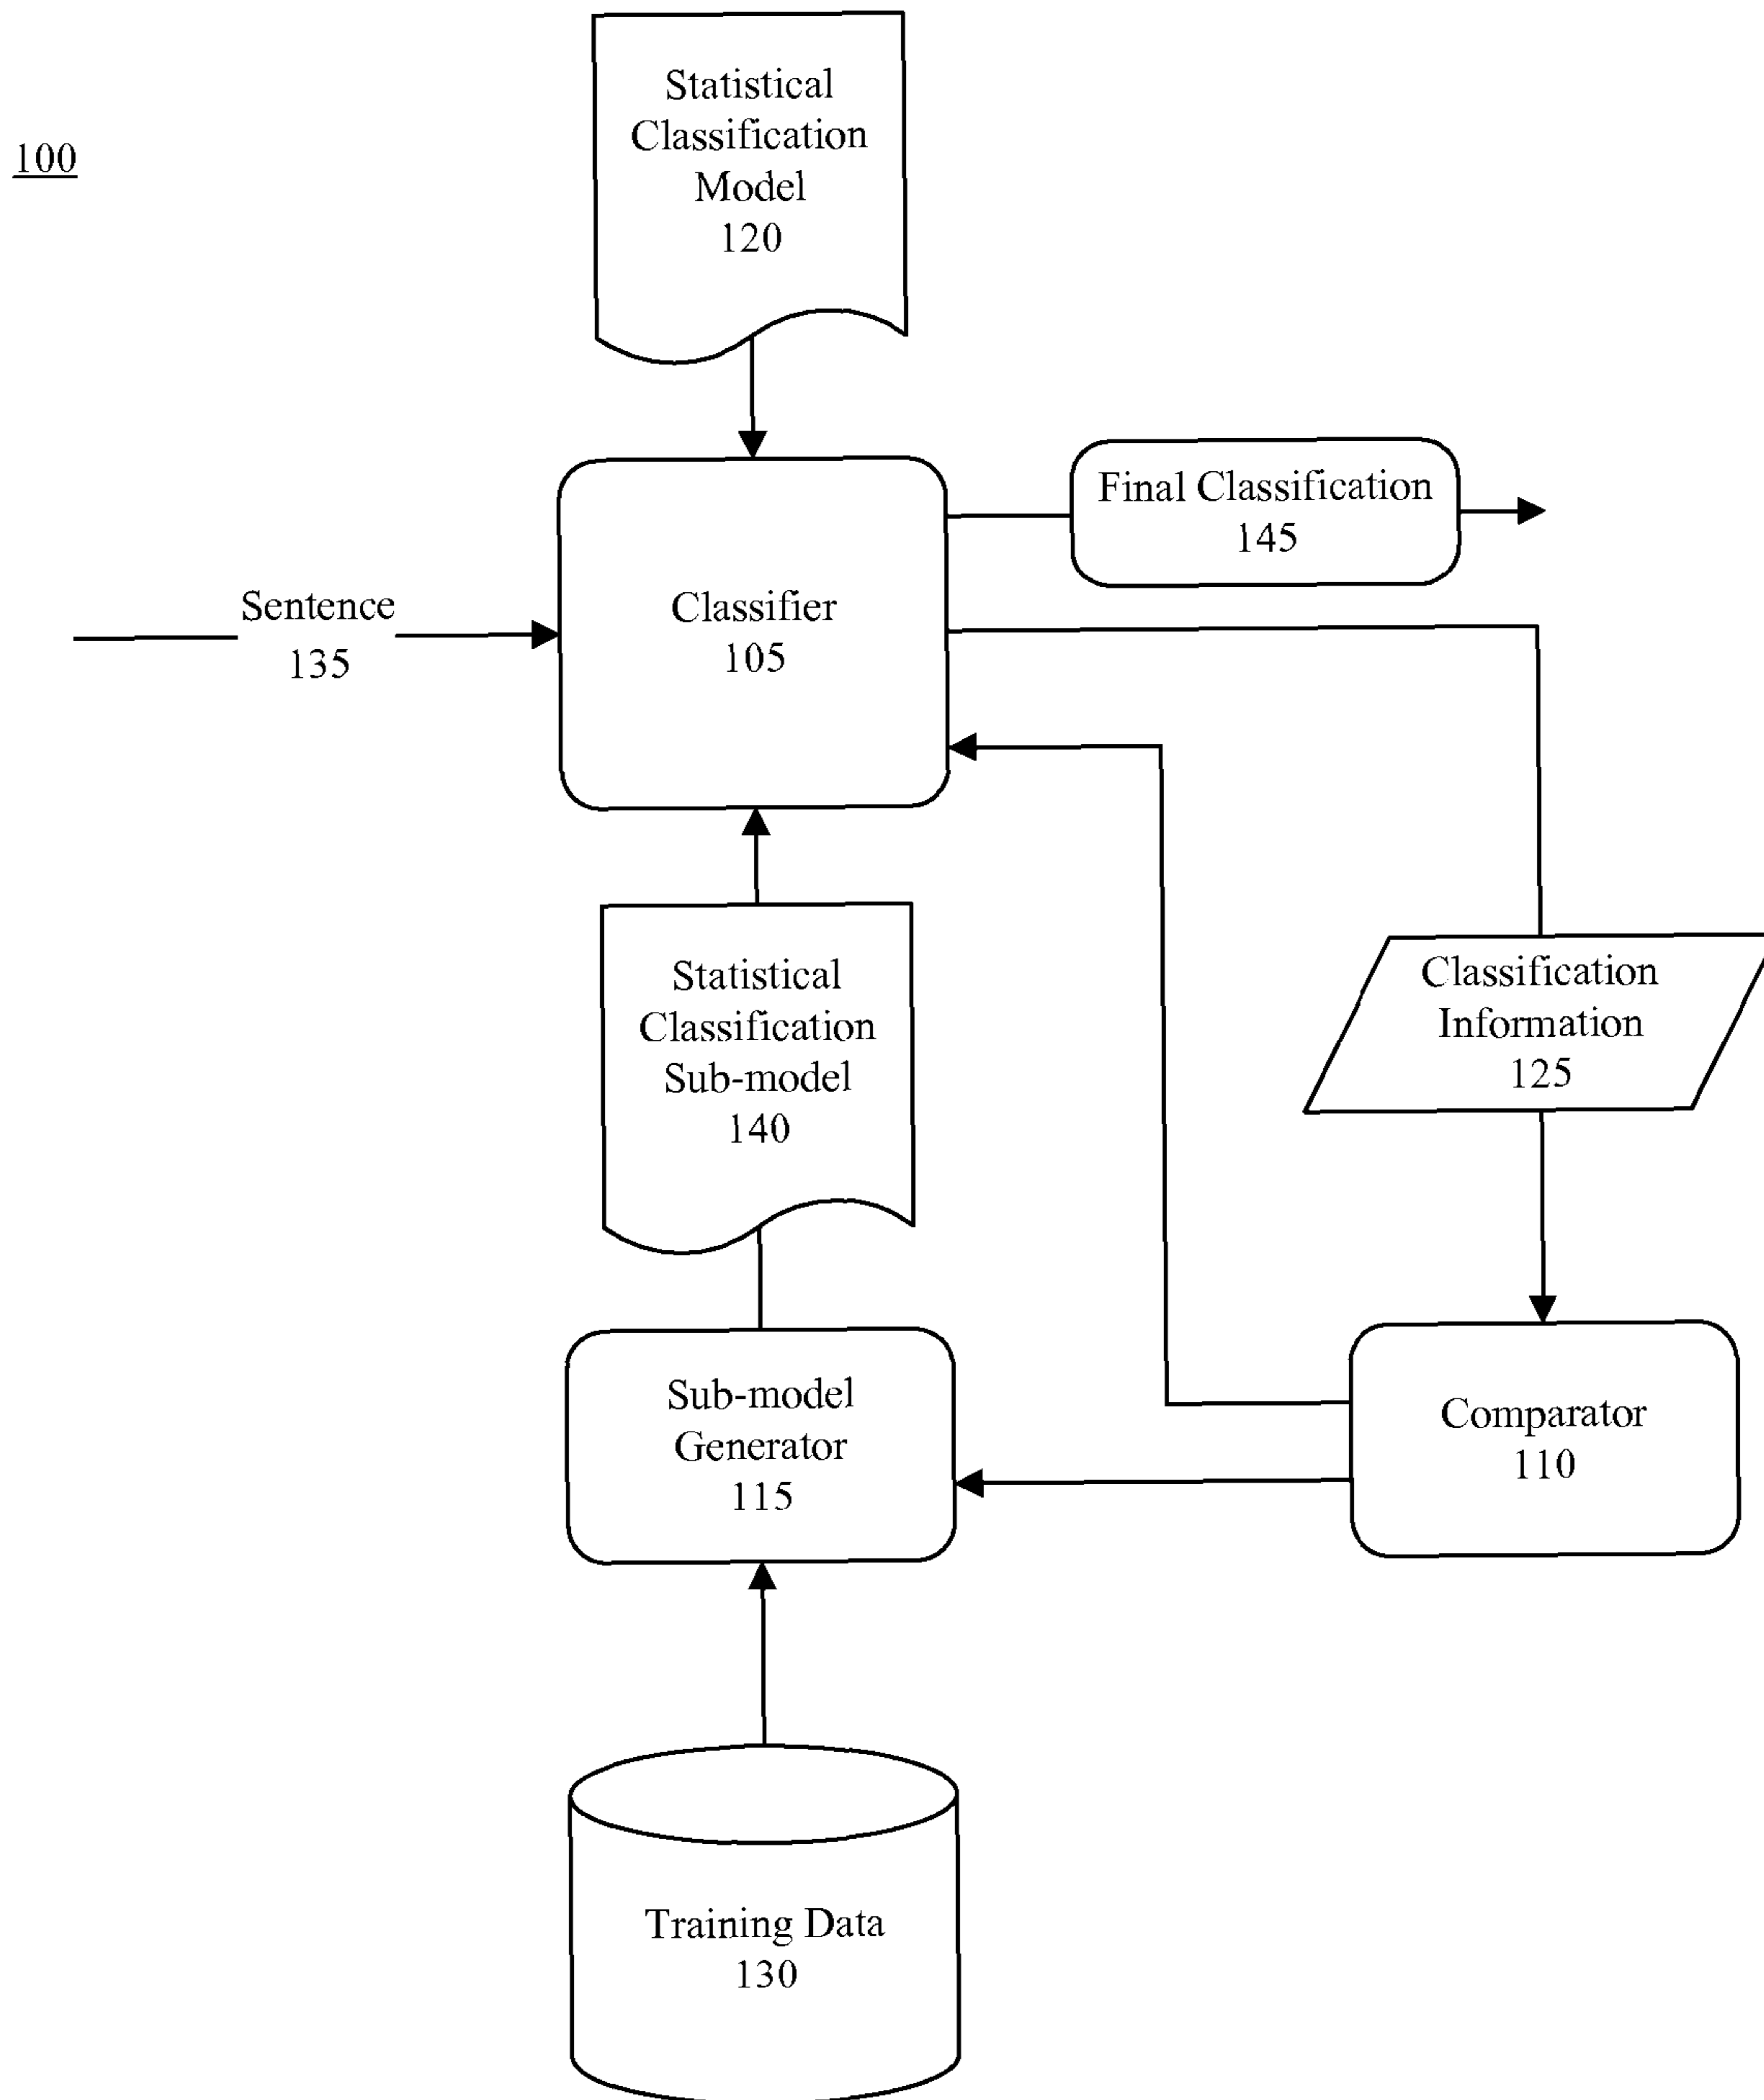 100
Statistical
Classification
Model
120
Final Classification
145
Sentence
135
Classifier
105
Statistical
Classification
Sub-model
140
Classification
Information
125
Sub-model
Generator
115
Comparator
110
Training Data
130